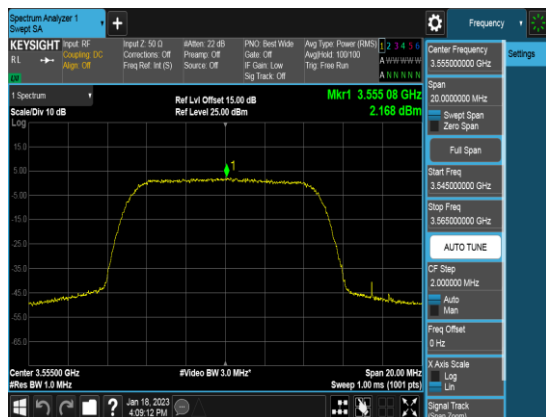 Spectrum Analyzer 1
Swept SA
+
Frequency
KEYSIGHT
RL
Input: RF
Coupling: DC
Align: Off
Input Z: 50 Ω
Corrections: Off
Freq Ref: Int (S)
#Atten: 22 dB
Preamp: Off
Source: Off
PNO: Best Wide
Gate: Off
IF Gain: Low
Sig Track: Off
Avg Type: Power (RMS)
Avg|Hold: 100/100
Trig: Free Run
1 2 3 4 5 6
A W W W W W
A N N N N N
Center Frequency
3.555000000 GHz
Settings
Span
20.0000000 MHz
Swept Span
Zero Span
Full Span
Start Freq
3.545000000 GHz
Stop Freq
3.565000000 GHz
AUTO TUNE
CF Step
2.000000 MHz
Auto
Man
Freq Offset
0 Hz
X Axis Scale
Log
Lin
Signal Track
(Span Zoom)
1 Spectrum
Scale/Div 10 dB
Log
Ref Lvl Offset 15.00 dB
Ref Level 25.00 dBm
Mkr1 3.555 08 GHz
2.168 dBm
15.0
5.00
-5.00
-15.0
-25.0
-35.0
-45.0
-55.0
-65.0
1
Center 3.55500 GHz
#Res BW 1.0 MHz
#Video BW 3.0 MHz*
Span 20.00 MHz
Sweep 1.00 ms (1001 pts)
?
Jan 18, 2023
4:09:12 PM